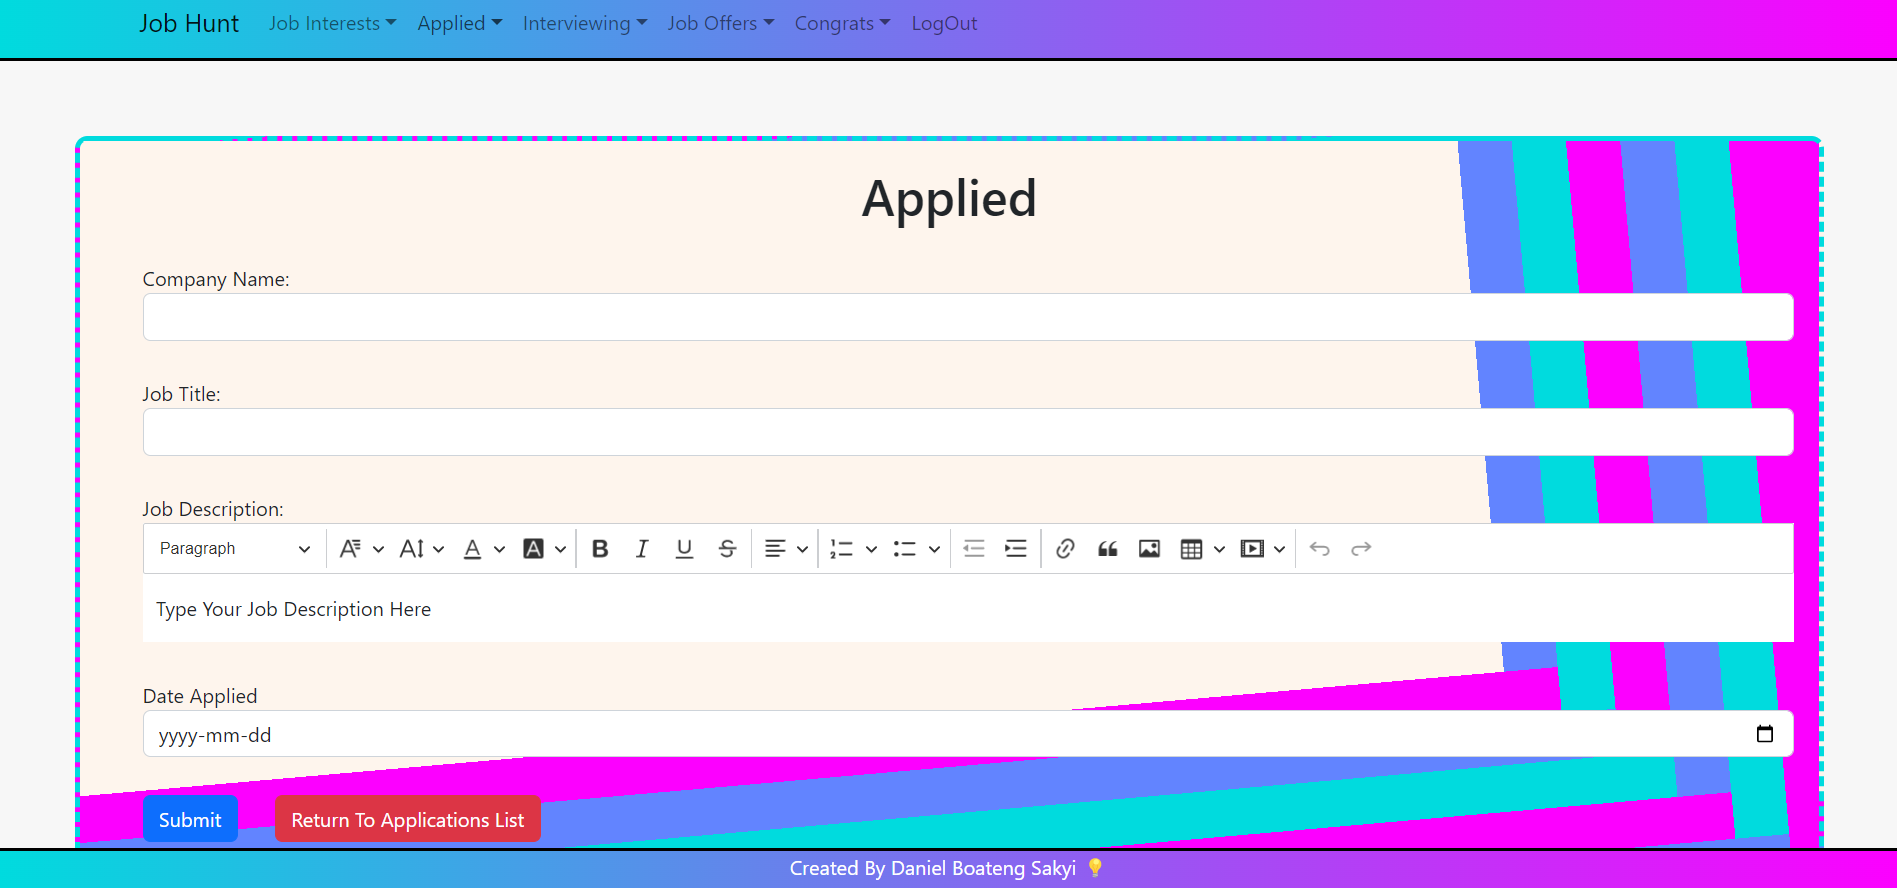 Job Hunt Job Interests Applied Interviewing Job Offers Congrats LogOut
Applied
Company Name:
Job Title:
Job Description:
Paragraph
Type Your Job Description Here
Date Applied
yyyy-mm-dd
Submit Return To Applications List
Created By Daniel Boateng Sakyi 💡